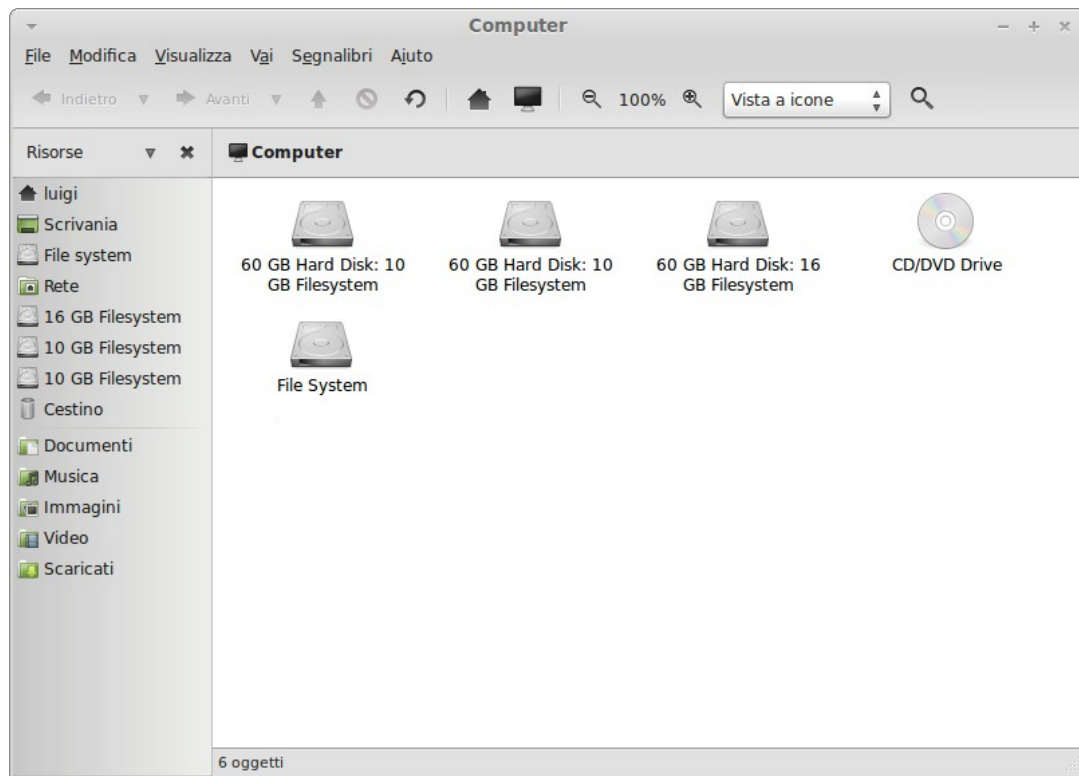 Computer
File Modifica Visualizza Vai Segnalibri Aiuto
Indietro Avanti 100% Vista a icone
Risorse
Computer
luigi
Scrivania
File system
Rete
16 GB Filesystem
10 GB Filesystem
10 GB Filesystem
Cestino
Documenti
Musica
Immagini
Video
Scaricati
60 GB Hard Disk: 10
GB Filesystem
60 GB Hard Disk: 10
GB Filesystem
60 GB Hard Disk: 16
GB Filesystem
CD/DVD Drive
File System
6 oggetti